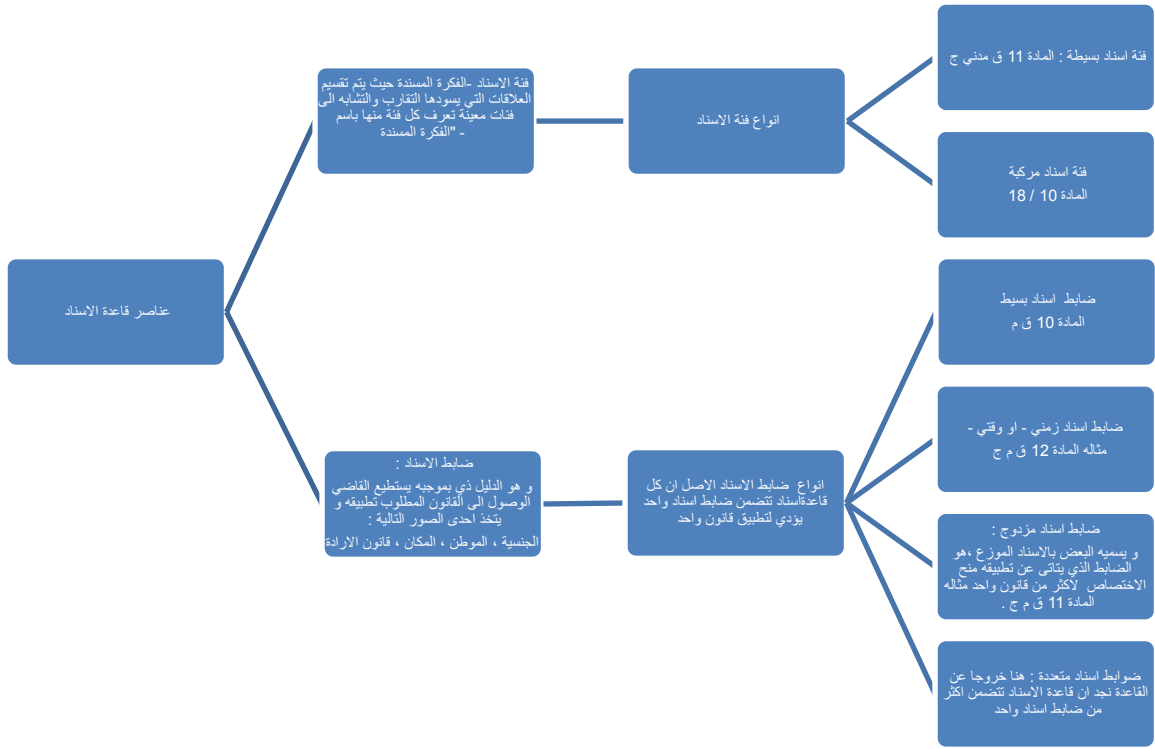 عناصر قاعدة الاسناد
فئة الاسناد -الفكرة المسندة حيث يتم تقسيم
العلاقات التي يسودها التقارب والتشابه الى
فئات معينة تعرف كل فئة منها باسم
- "الفكرة المسندة
انواع فئة الاسناد
فئة اسناد بسيطة : المادة 11 ق مدني ج
فئة اسناد مركبة
المادة 10 / 18
ضابط الاسناد :
و هو الدليل ذي بموجبه يستطيع القاضي
الوصول الى القانون المطلوب تطبيقه و
يتخذ احدى الصور التالية :
الجنسية ، الموطن ، المكان ، قانون الارادة
انواع ضابط الاسناد الاصل ان كل
قاعدةاسناد تتضمن ضابط اسناد واحد
يؤدي لتطبيق قانون واحد
ضابط اسناد بسيط
المادة 10 ق م
ضابط اسناد زمني - او وقتي -
مثاله المادة 12 ق م ج
ضابط اسناد مزدوج :
و يسميه البعض بالاسناد الموزع ،هو
الضابط الذي يتاتى عن تطبيقه منح
الاختصاص لاكثر من قانون واحد مثاله
المادة 11 ق م ج .
ضوابط اسناد متعددة : هنا خروجا عن
القاعدة نجد ان قاعدة الاسناد تتضمن اكثر
من ضابط اسناد واحد